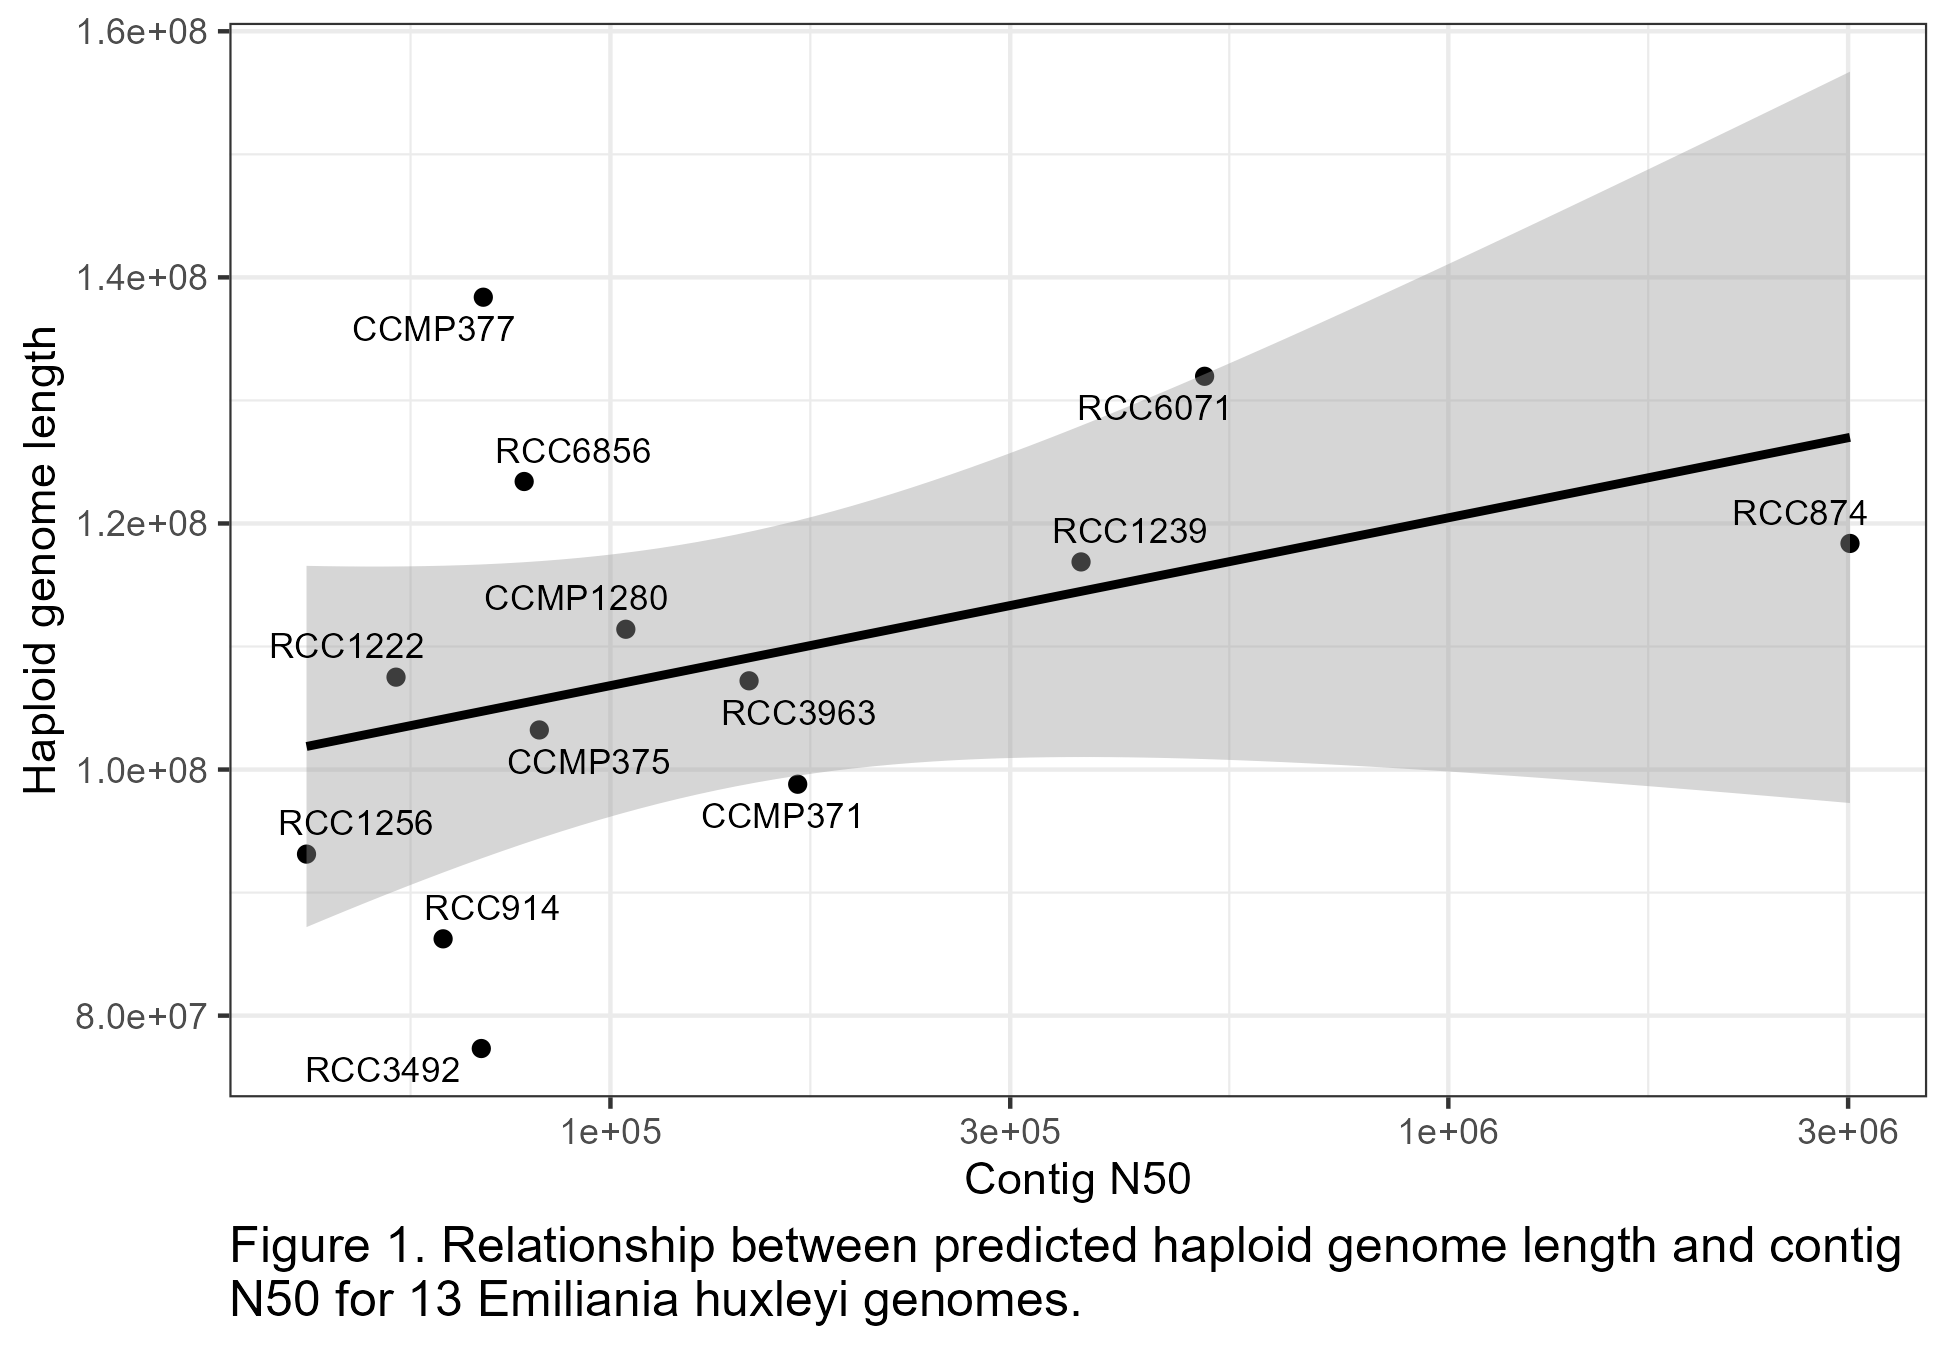 1.6e+08
1.4e+08
1.2e+08
1.0e+08
8.0e+07
Haploid genome length
CCMP377
RCC6071
RCC6856
RCC874
RCC1239
CCMP1280
RCC1222
RCC3963
CCMP375
CCMP371
RCC1256
RCC914
RCC3492
1e+05
3e+05
1e+06
3e+06
Contig N50
Figure 1. Relationship between predicted haploid genome length and contig
N50 for 13 Emiliania huxleyi genomes.